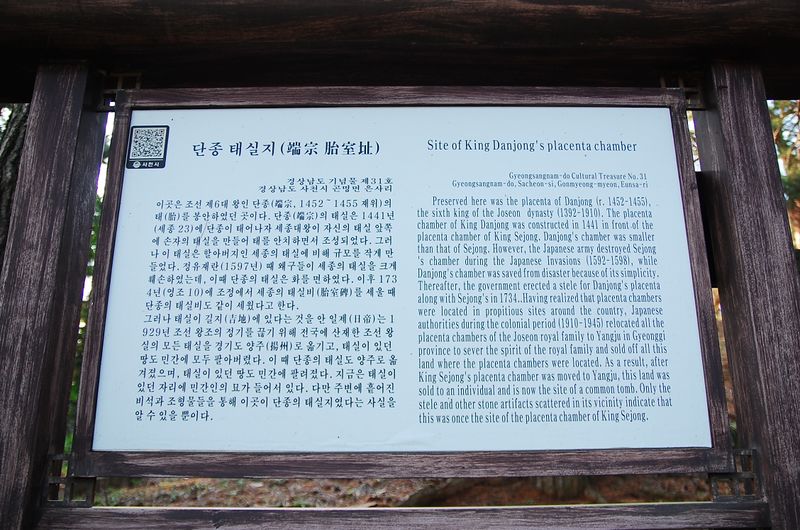 사천시
단종 태실지 (端宗 胎室址)
경상남도 기념물 제31호
경상남도 사천시 곤명면 은사리
이곳은 조선 제6대 왕인 단종(端宗, 1452 ~ 1455 재위)의
태(胎)를 봉안하였던 곳이다. 단종(端宗)의 태실은 1441년
(세종 23)에 단종이 태어나자 세종대왕이 자신의 태실 앞쪽
에 손자의 태실을 만들어 태를 안치하면서 조성되었다. 그러
나 이 태실은 할아버지인 세종의 태실에 비해 규모를 작게 만
들었다. 정유재란(1597년) 때 왜구들이 세종의 태실을 크게
훼손하였는데, 이때 단종의 태실은 화를 면하였다. 이후 173
4년(영조 10)에 조정에서 세종의 태실비(胎室碑)를 세울 때
단종의 태실비도 같이 세웠다고 한다.
그러나 태실이 길지(吉地)에 있다는 것을 안 일제(日帝)는 1
929년 조선 왕조의 정기를 끊기 위해 전국에 산재한 조선 왕
실의 모든 태실을 경기도 양주(揚州)로 옮기고, 태실이 있던
땅도 민간에 모두 팔아버렸다. 이 때 단종의 태실도 양주로 옮
겨졌으며, 태실이 있던 땅도 민간에 팔려졌다. 지금은 태실이
있던 자리에 민간인의 묘가 들어서 있다. 다만 주변에 흩어진
비석과 조형물들을 통해 이곳이 단종의 태실지였다는 사실을
알 수 있을 뿐이다.
Site of King Danjong's placenta chamber
Gyeongsangnam-do Cultural Treasure No. 31
Gyeongsangnam-do, Sacheon-si, Gonmyeong-myeon, Eunsa-ri
Preserved here was the placenta of Danjong (r. 1452-1455),
the sixth king of the Joseon dynasty (1392-1910). The placenta
chamber of King Danjong was constructed in 1441 in front of the
placenta chamber of King Sejong. Danjong's chamber was smaller
than that of Sejong. However, the Japanese army destroyed Sejong
's chamber during the Japanese Invasions (1592-1598), while
Danjong's chamber was saved from disaster because of its simplicity.
Thereafter, the government erected a stele for Danjong's placenta
along with Sejong's in 1734..Having realized that placenta chambers
were located in propitious sites around the country, Japanese
authorities during the colonial period (1910-1945) relocated all the
placenta chambers of the Joseon royal family to Yangju in Gyeonggi
province to sever the spirit of the royal family and sold off all this
land where the placenta chambers were located. As a result, after
King Sejong's placenta chamber was moved to Yangju, this land was
sold to an individual and is now the site of a common tomb. Only the
stele and other stone artifacts scattered in its vicinity indicate that
this was once the site of the placenta chamber of King Sejong.